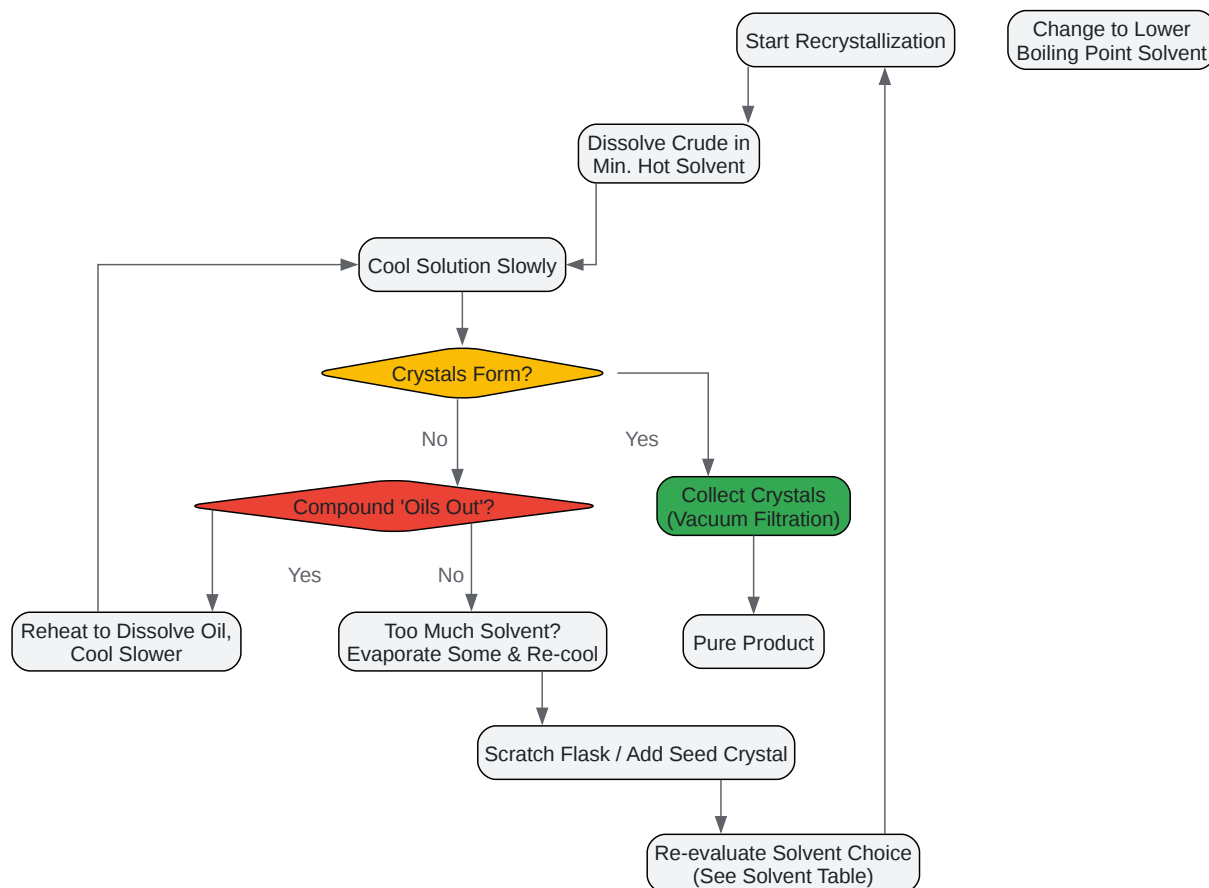 Start Recrystallization
Change to Lower
Boiling Point Solvent
Dissolve Crude in
Min. Hot Solvent
Cool Solution Slowly
Crystals Form?
No
Yes
Compound 'Oils Out'?
Collect Crystals
(Vacuum Filtration)
Yes
No
Reheat to Dissolve Oil,
Cool Slower
Too Much Solvent?
Evaporate Some & Re-cool
Pure Product
Scratch Flask / Add Seed Crystal
Re-evaluate Solvent Choice
(See Solvent Table)